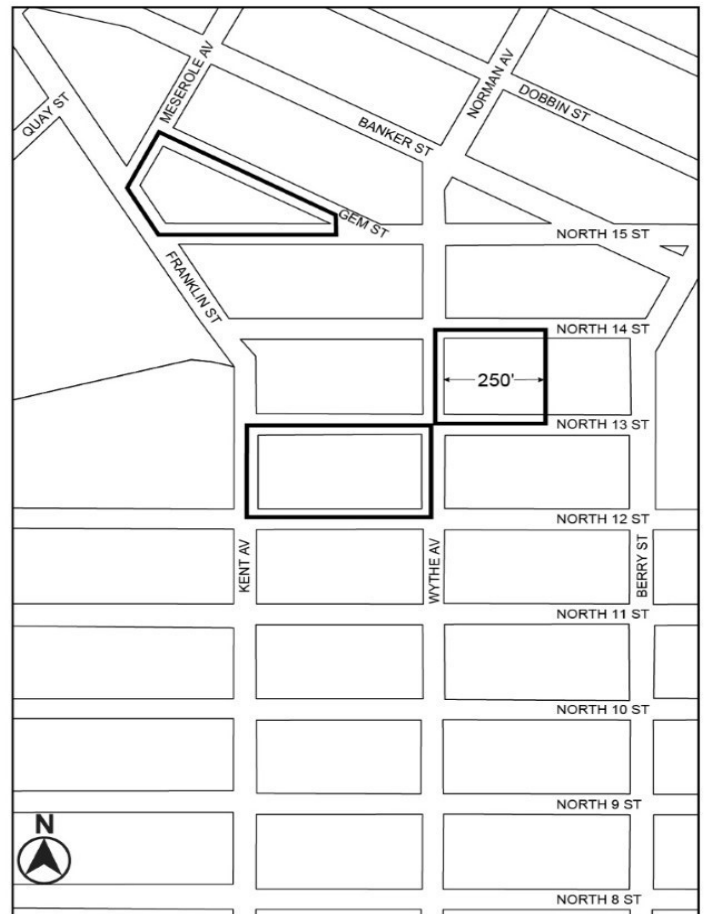 MESEROLE AV
NORMAN AV
DOBBIN ST
QUAY ST
BANKER ST
GEM ST
NORTH 15 ST
FRANKLIN ST
NORTH 14 ST
250'
NORTH 13 ST
NORTH 12 ST
KENT AV
WYTHE AV
BERRY ST
NORTH 11 ST
NORTH 10 ST
NORTH 9 ST
N
NORTH 8 ST